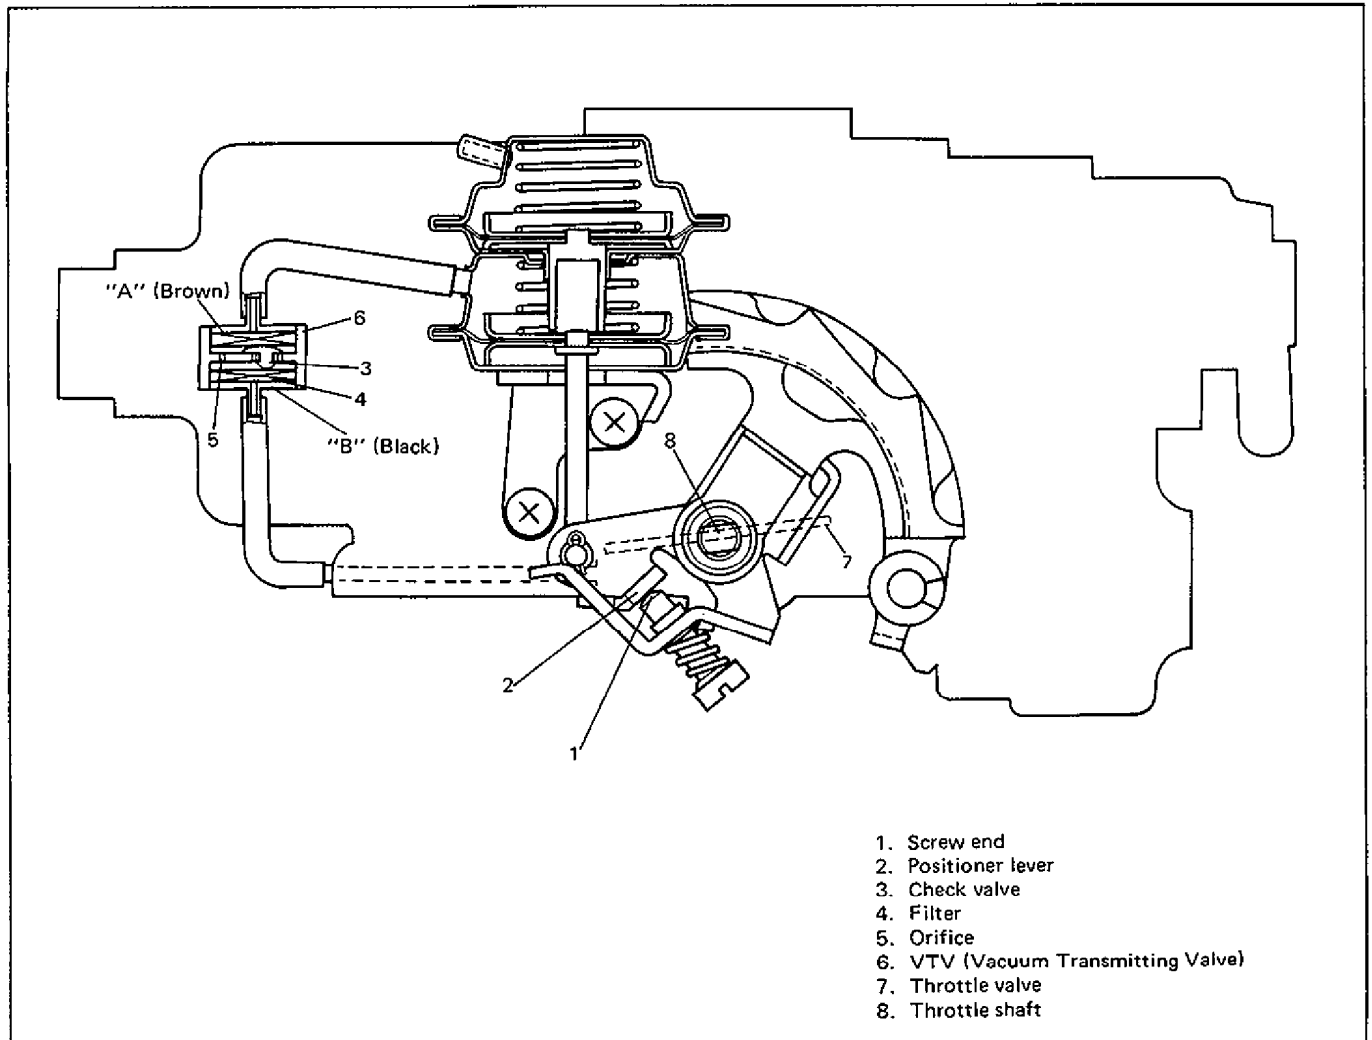 "A" (Brown)
6
3
4
5
"B" (Black)
8
7
2
1
1. Screw end
2. Positioner lever
3. Check valve
4. Filter
5. Orifice
6. VTV (Vacuum Transmitting Valve)
7. Throttle valve
8. Throttle shaft